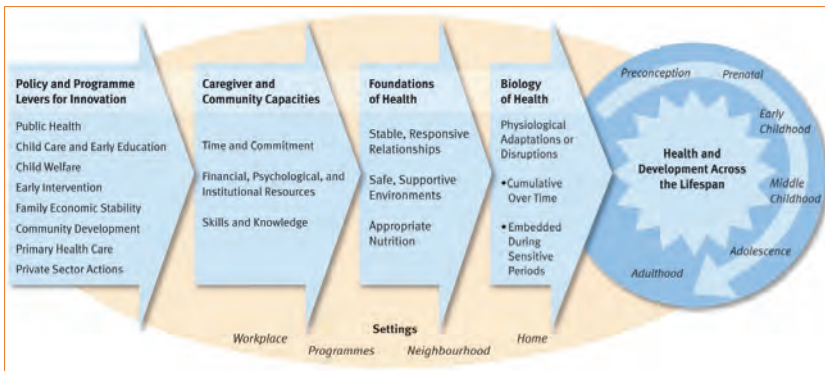 Policy and Programme
Levers for Innovation
Public Health
Child Care and Early Education
Child Welfare
Early Intervention
Family Economic Stability
Community Development
Primary Health Care
Private Sector Actions
Caregiver and
Community Capacities
Time and Commitment
Financial, Psychological, and
Institutional Resources
Skills and Knowledge
Foundations
of Health
Stable, Responsive
Relationships
Safe, Supportive
Environments
Appropriate
Nutrition
Biology
of Health
Physiological
Adaptations or
Disruptions
•Cumulative
Over Time
•Embedded
During
Sensitive
Periods
Preconception
Prenatal
Early
Childhood
Middle
Childhood
Adolescence
Adulthood
Health and
Development Across
the Lifespan
Settings
Workplace
Programmes
Neighbourhood
Home